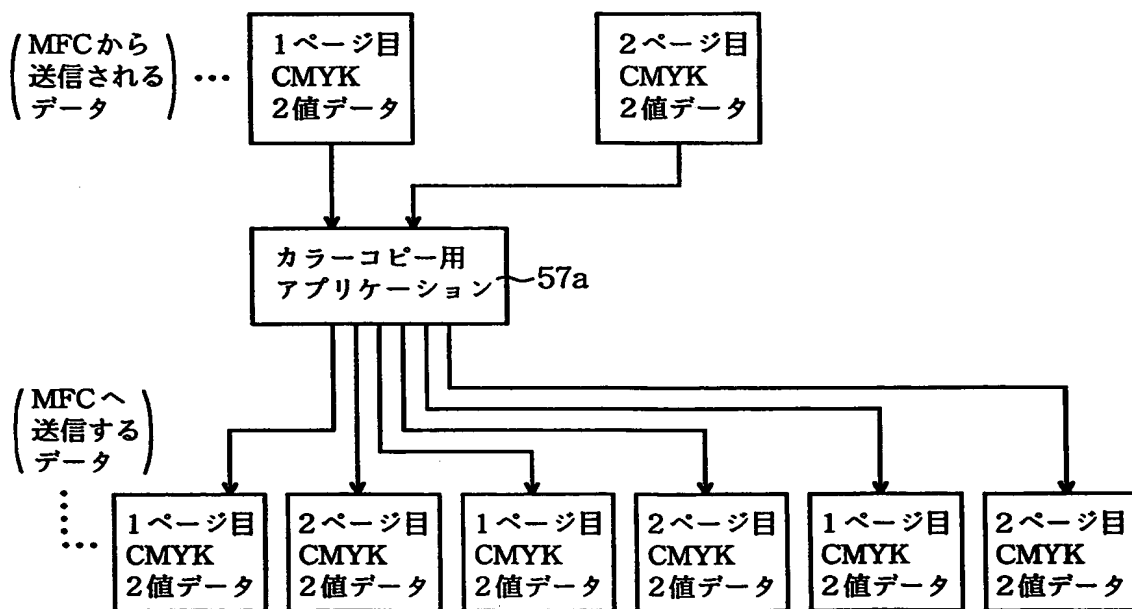 MFCから
送信される
データ
…
1ページ目
CMYK
2値データ
2ページ目
CMYK
2値データ
カラーコピー用
アプリケーション
57a
MFCへ
送信する
データ
1ページ目
CMYK
2値データ
2ページ目
CMYK
2値データ
1ページ目
CMYK
2値データ
2ページ目
CMYK
2値データ
1ページ目
CMYK
2値データ
2ページ目
CMYK
2値データ